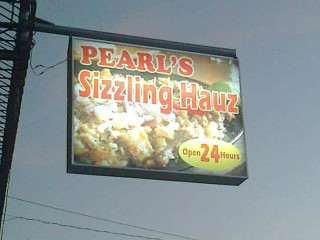 PEARL'S
Sizzling Hauz
Open 24 Hours